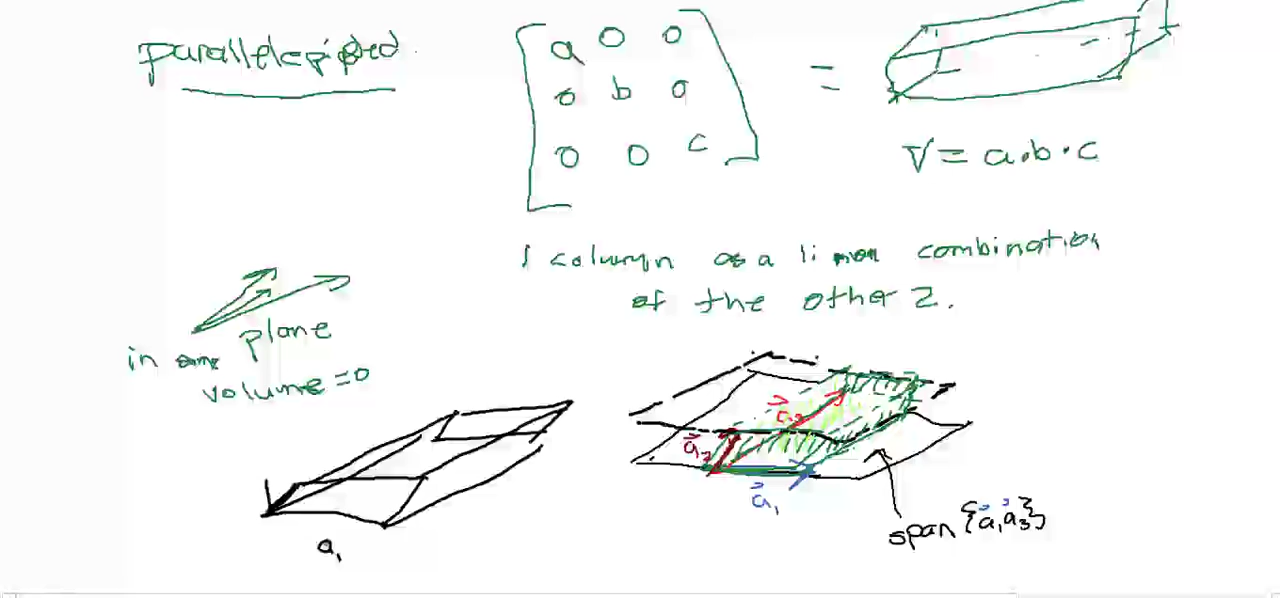 parallelepiped
a 0 0
0 b 0
0 0 c
=
V = a·b·c
1 column as a linear combination
of the other 2.
plane
in one
volume = 0
a₃
a₂
a₁
span {a₁ a₃}
a₁